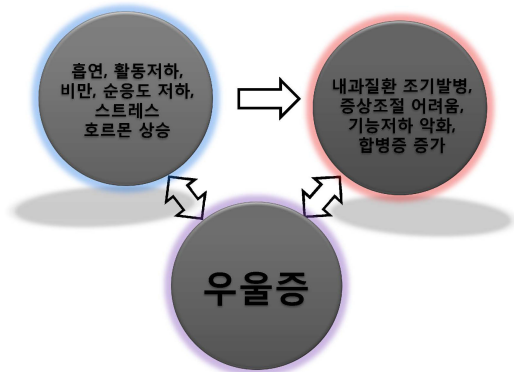 흡연, 활동저하,
비만, 순응도 저하,
스트레스
호르몬 상승
내과질환 조기발병,
증상조절 어려움,
기능저하 악화,
합병증 증가
우울증